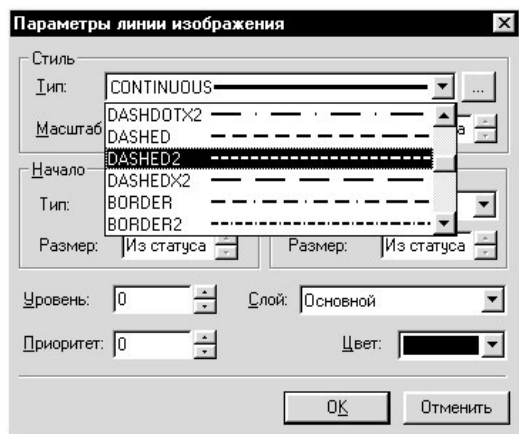 Параметры линии изображения
Стиль
Тип: CONTINUOUS ...
DASHDOTX2
Масштаб а
DASHED
DASHED2
Начало
DASHEDX2
Тип: BORDER
BORDER2
Размер: Из статуса Размер: Из статуса
Уровень: 0 Слой: Основной
Приоритет: 0 Цвет:
OK Отменить